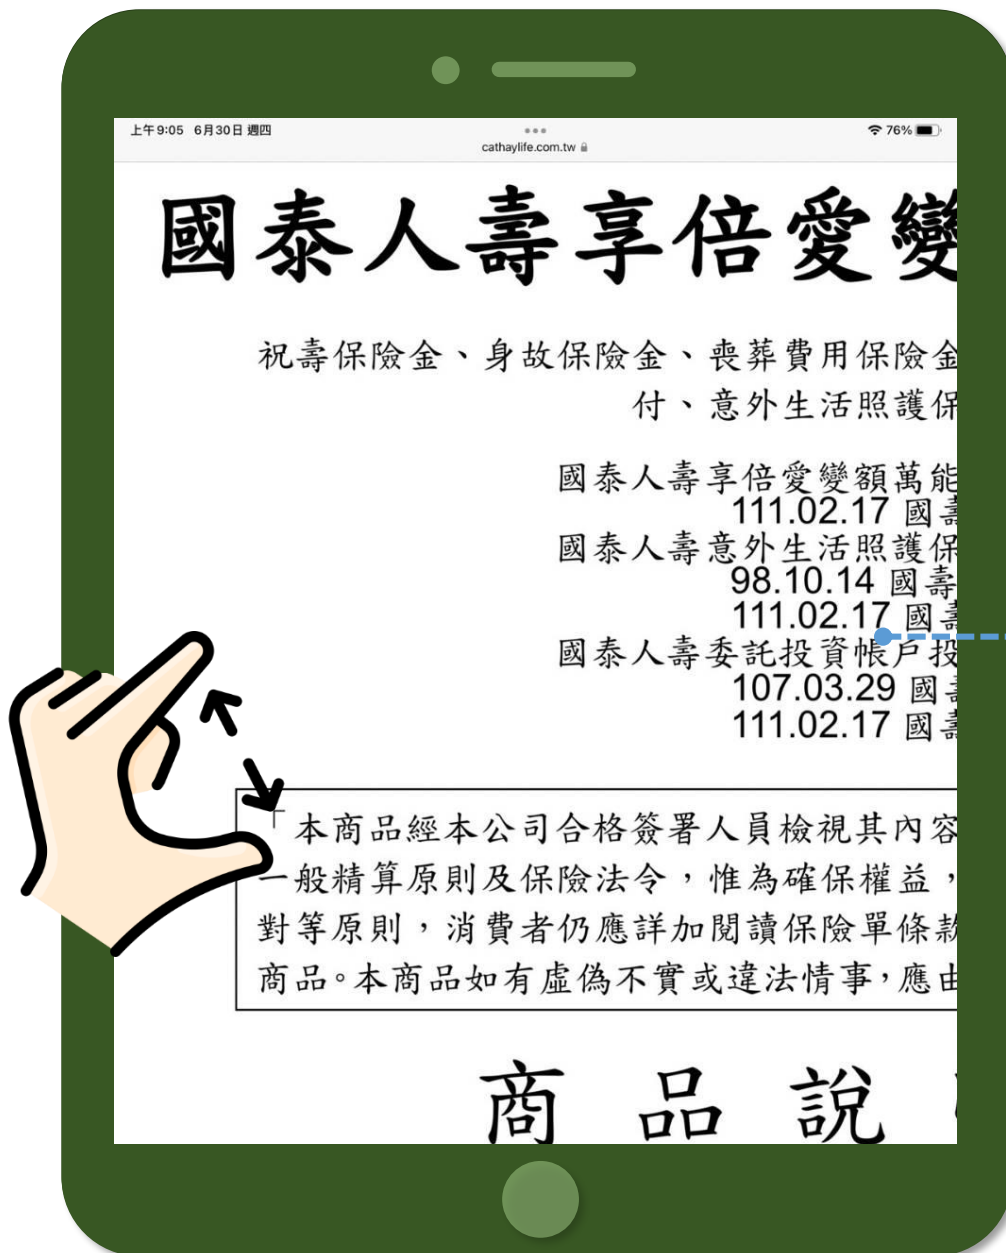 上午9:05 6月30日 週四
cathaylife.com.tw
76%
國泰人壽享倍愛變
祝壽保險金、身故保險金、喪葬費用保險金
付、意外生活照護保
國泰人壽享倍愛變額萬能
111.02.17 國壽
國泰人壽意外生活照護保
98.10.14 國壽
111.02.17 國壽
國泰人壽委託投資帳戶投
107.03.29 國壽
111.02.17 國壽
「本商品經本公司合格簽署人員檢視其內容
一般精算原則及保險法令，惟為確保權益，
對等原則，消費者仍應詳加閱讀保險單條款
商品。本商品如有虛偽不實或違法情事，應由
商品說